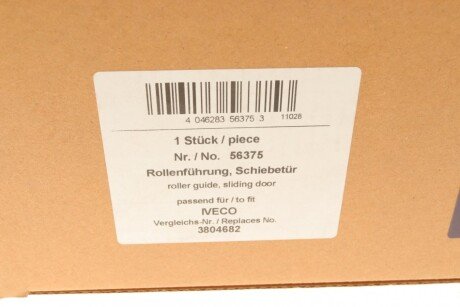 4 046283 56375 3 11028
1 Stück / piece
Nr. / No. 56375
Rollenführung, Schiebetür
roller guide, sliding door
passend für / to fit
IVECO
Vergleichs-Nr. / Replaces No.
3804682